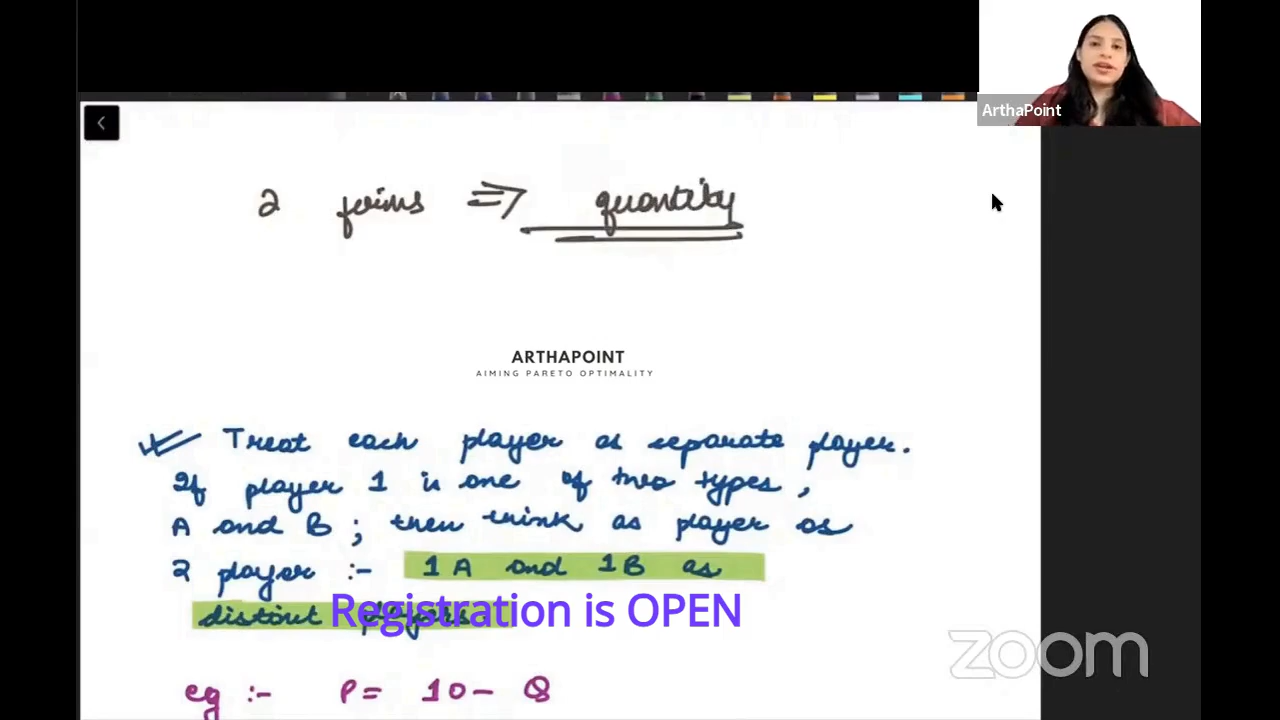 ArthaPoint
2 firms => quantity
ARTHAPOINT
AIMING PARETO OPTIMALITY
Treat each player as separate player.
If player 1 is one of two types,
A and B ; then think as player as
2 player :- 1A and 1B as
distinct players
Registration is OPEN
zoom
eg :- P = 10 - Q